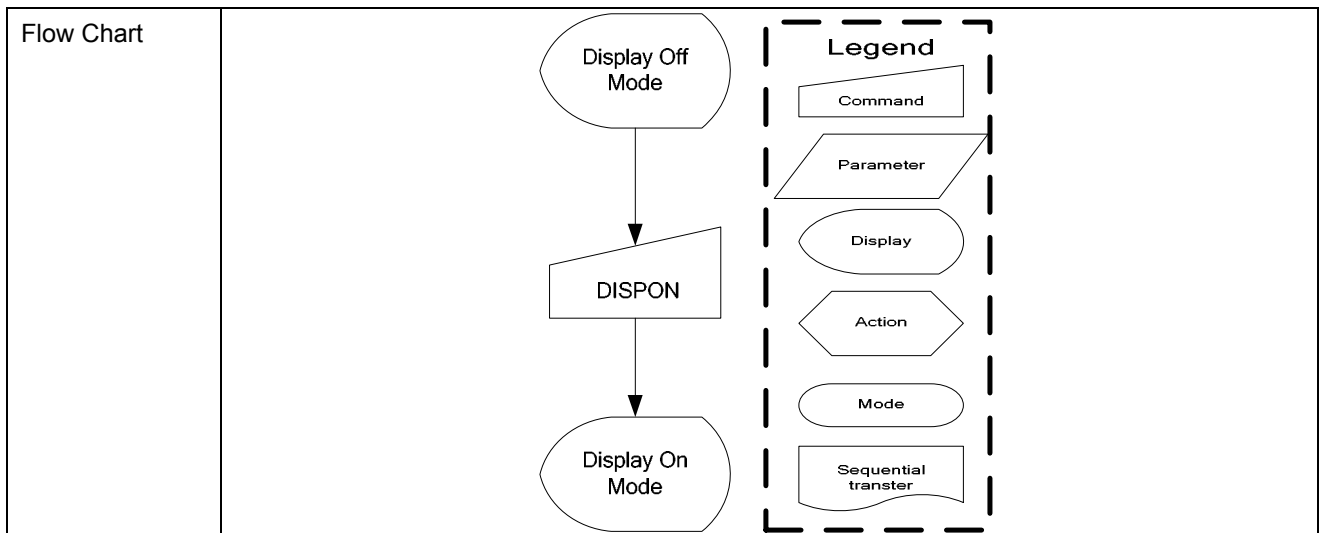 Flow Chart
Display Off
Mode
DISPON
Display On
Mode
Legend
Command
Parameter
Display
Action
Mode
Sequential
transter